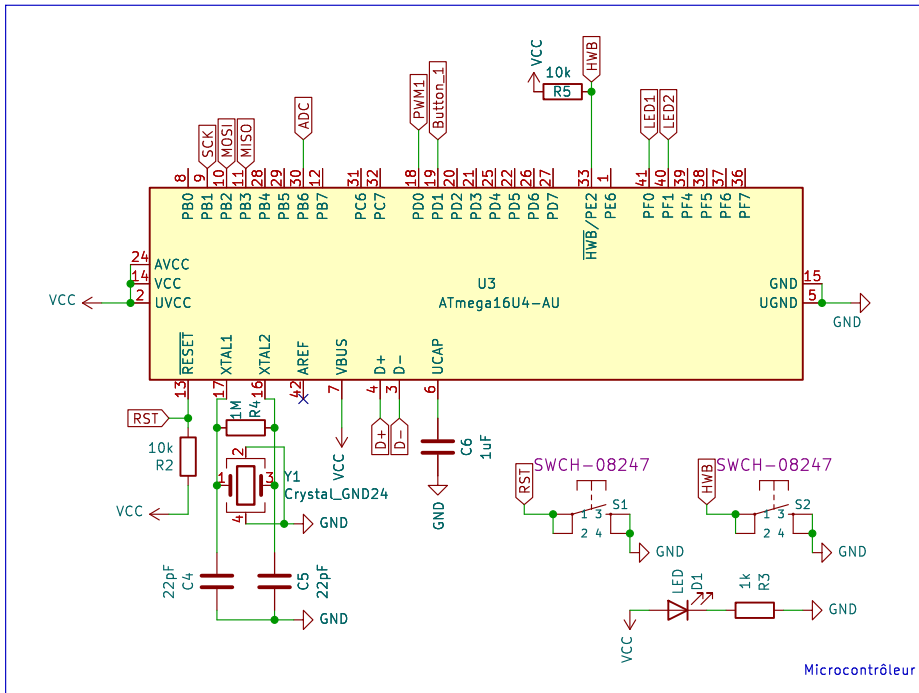 VCC
10k
R5
HWB
SCK
MOSI
MISO
ADC
PWM1
Button_1
LED1
LED2
8 9 10 11 28 29 30 12 31 32 18 19 20 21 25 22 26 27 33 1 41 40 39 38 37 36
PB0 PB1 PB2 PB3 PB4 PB5 PB6 PB7 PC6 PC7 PD0 PD1 PD2 PD3 PD4 PD5 PD6 PD7 HWB/PE2 PE6 PF0 PF1 PF4 PF5 PF6 PF7
24 AVCC
14 VCC
2 UVCC
VCC
U3
ATmega16U4-AU
GND 15
UGND 5
GND
RESET XTAL1 XTAL2 AREF VBUS D+ D- UCAP
13 17 16 42 7 4 3 6
RST
10k
R2
VCC
1M
R4
2
1
3
4
Y1
Crystal_GND24
GND
22pF
C4
C5
22pF
GND
VCC
D+
D-
C6
1uF
GND
SWCH-08247
RST
S1
1 3
2 4
GND
SWCH-08247
HWB
S2
1 3
2 4
GND
LED
D1
1k
R3
VCC
GND
Microcontrôleur